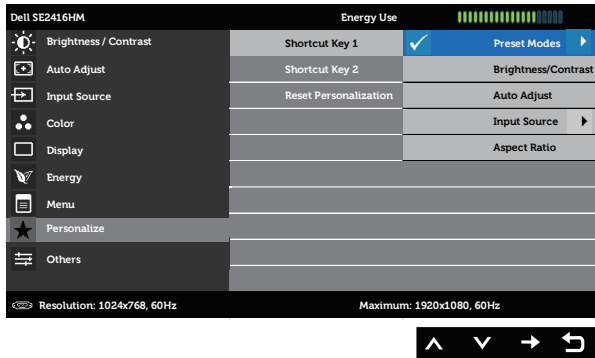 Dell SE2416HM Energy Use
Brightness / Contrast
Auto Adjust
Input Source
Color
Display
Energy
Menu
Personalize
Others
Shortcut Key 1
Shortcut Key 2
Reset Personalization
Preset Modes
Brightness/Contrast
Auto Adjust
Input Source
Aspect Ratio
Resolution: 1024x768, 60Hz Maximum: 1920x1080, 60Hz